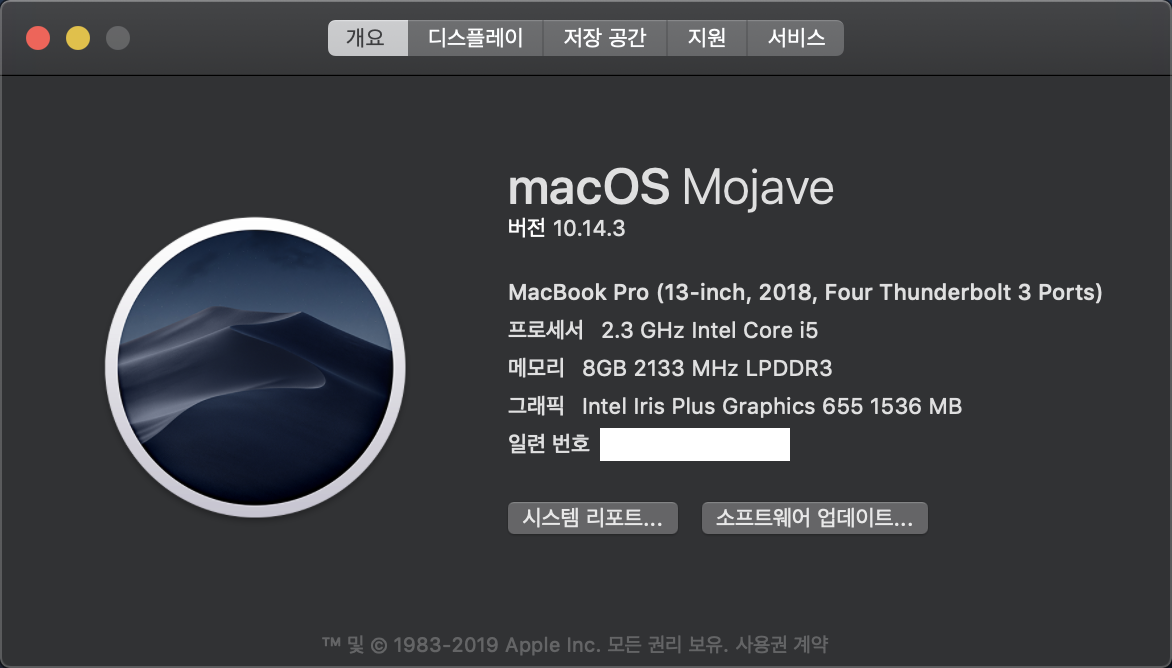 개요 디스플레이 저장 공간 지원 서비스
macOS Mojave
버전 10.14.3
MacBook Pro (13-inch, 2018, Four Thunderbolt 3 Ports)
프로세서 2.3 GHz Intel Core i5
메모리 8GB 2133 MHz LPDDR3
그래픽 Intel Iris Plus Graphics 655 1536 MB
일련 번호
시스템 리포트... 소프트웨어 업데이트...
™ 및 © 1983-2019 Apple Inc. 모든 권리 보유. 사용권 계약